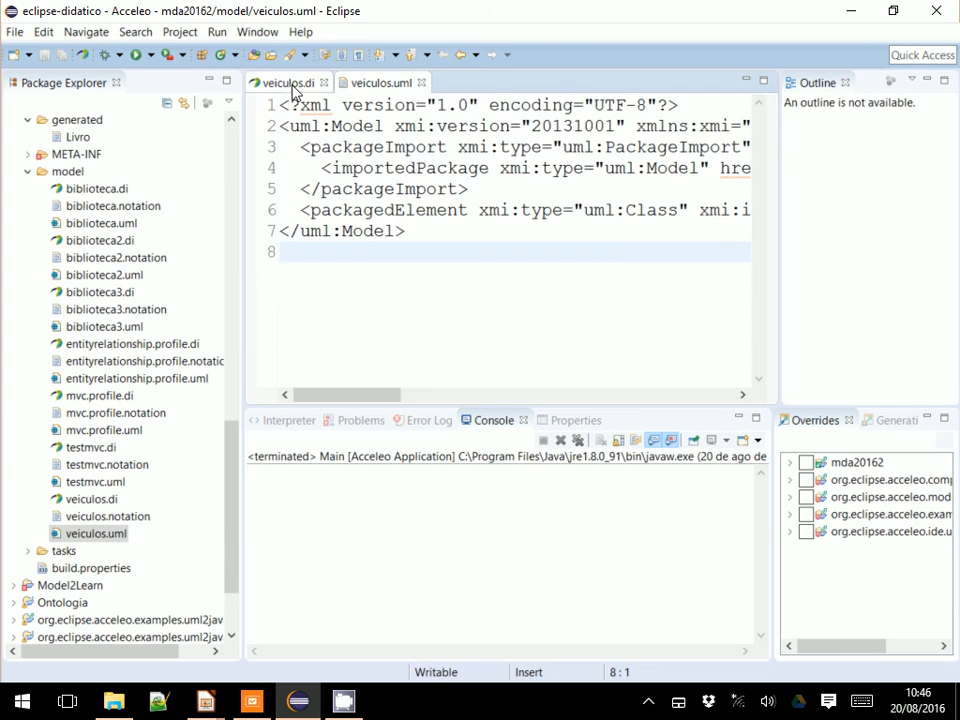 eclipse-didatico - Acceleo - mda20162/model/veiculos.uml - Eclipse
File Edit Navigate Search Project Run Window Help
Quick Access
Package Explorer
generated
Livro
META-INF
model
biblioteca.di
biblioteca.notation
biblioteca.uml
biblioteca2.di
biblioteca2.notation
biblioteca2.uml
biblioteca3.di
biblioteca3.notation
biblioteca3.uml
entityrelationship.profile.di
entityrelationship.profile.notatic
entityrelationship.profile.uml
mvc.profile.di
mvc.profile.notation
mvc.profile.uml
testmvc.di
testmvc.notation
testmvc.uml
veiculos.di
veiculos.notation
veiculos.uml
tasks
build.properties
Model2Learn
Ontologia
org.eclipse.acceleo.examples.uml2jav
org.eclipse.acceleo.examples.uml2jav
veiculos.di veiculos.uml
1 <?xml version="1.0" encoding="UTF-8"?>
2 <uml:Model xmi:version="20131001" xmlns:xmi="
3 <packageImport xmi:type="uml:PackageImport"
4 <importedPackage xmi:type="uml:Model" hre
5 </packageImport>
6 <packagedElement xmi:type="uml:Class" xmi:i
7 </uml:Model>
8
Outline
An outline is not available.
Interpreter Problems Error Log Console Properties
<terminated> Main [Acceleo Application] C:\Program Files\Java\jre1.8.0_91\bin\javaw.exe (20 de ago de
Overrides Generati
mda20162
org.eclipse.acceleo.comp
org.eclipse.acceleo.mod
org.eclipse.acceleo.exam
org.eclipse.acceleo.ide.u
Writable Insert 8 : 1
10:46
20/08/2016